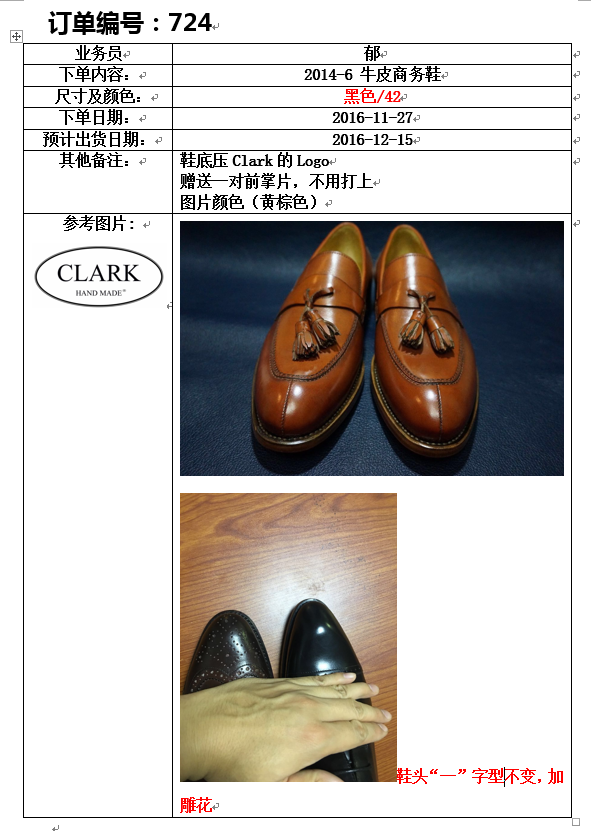 订单编号：724
业务员 郁
下单内容： 2014-6 牛皮商务鞋
尺寸及颜色： 黑色/42
下单日期： 2016-11-27
预计出货日期： 2016-12-15
其他备注： 鞋底压 Clark 的 Logo
赠送一对前掌片，不用打上
图片颜色（黄棕色）
参考图片：
CLARK
HAND MADE
鞋头“一”字型不变，加
雕花